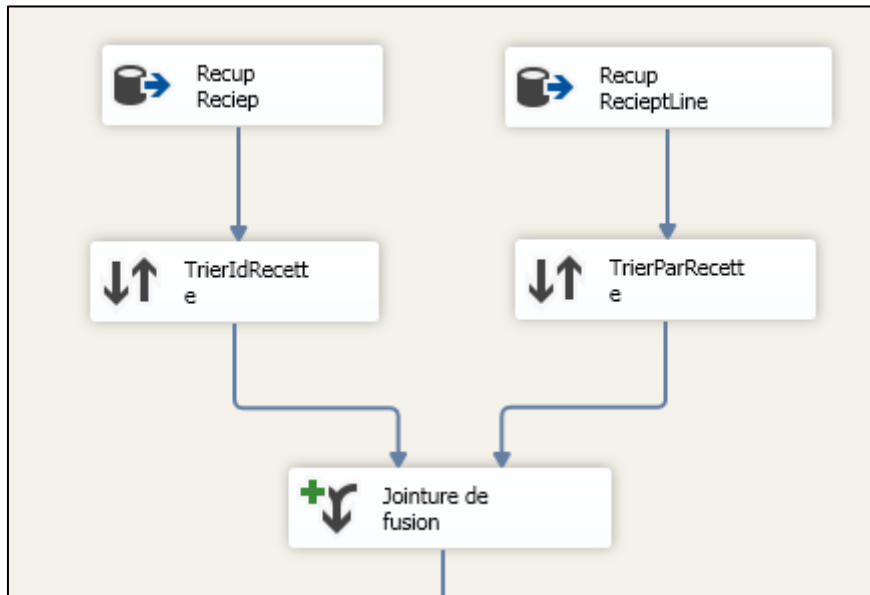 Recup
Reciep
Recup
RecieptLine
TrierIdRecett
e
TrierParRecett
e
Jointure de
fusion